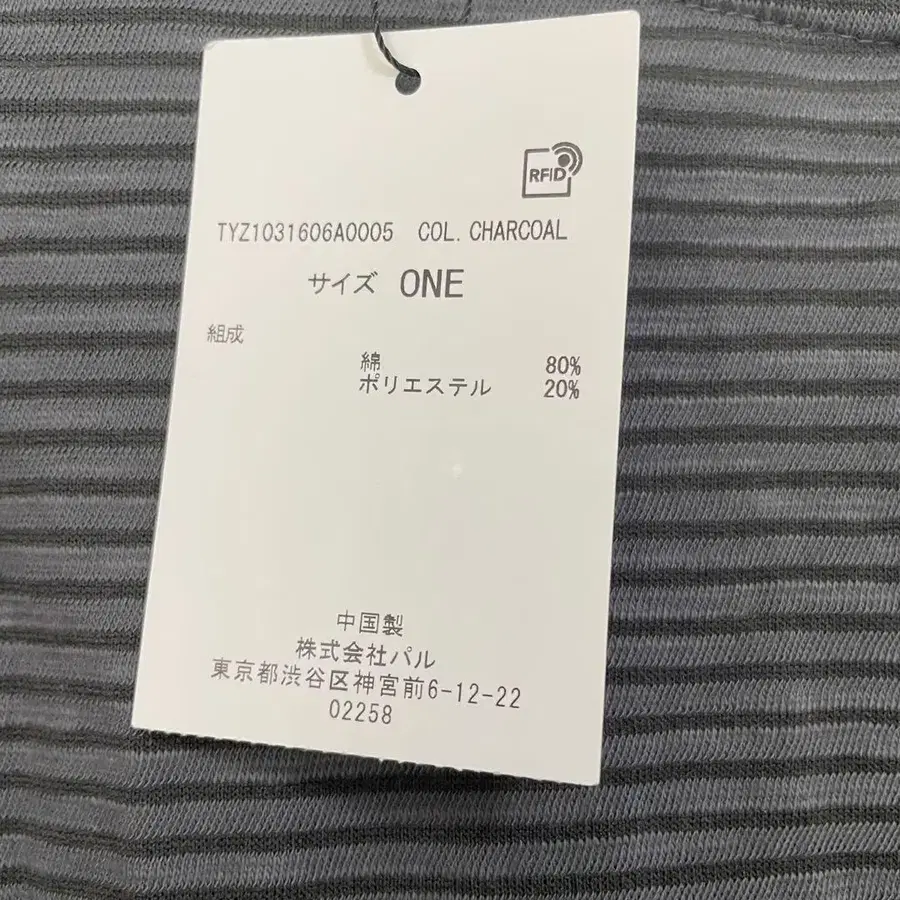 RFID
TYZ1031606A0005 COL. CHARCOAL
サイズ ONE
組成
綿 80%
ポリエステル 20%
中国製
株式会社パル
東京都渋谷区神宮前6-12-22
02258